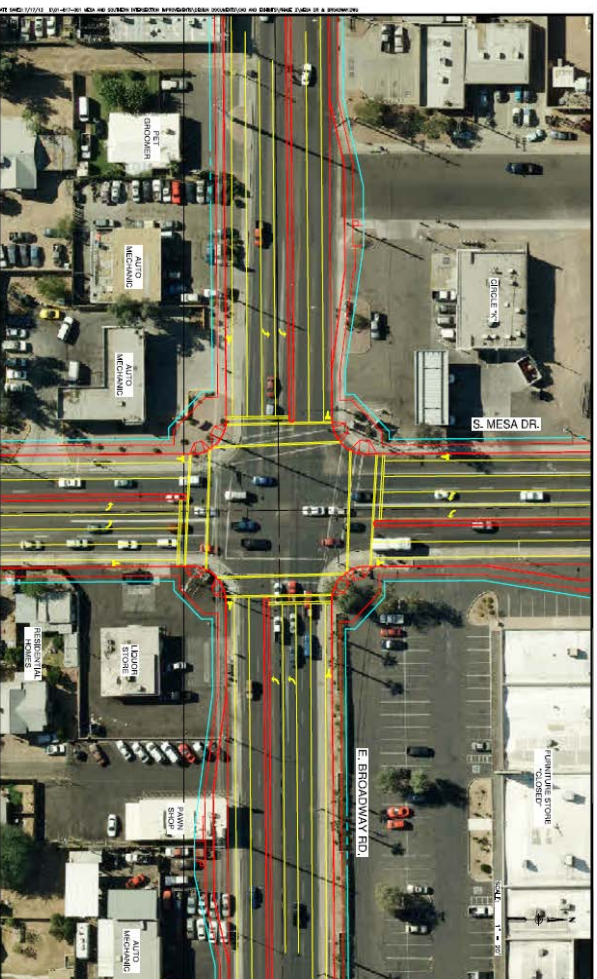 PET
GROOMER
AUTO
MECHANIC
CIRCLE "K"
AUTO
MECHANIC
S. MESA DR.
RESIDENTIAL
HOMES
LIQUOR
STORE
E. BROADWAY RD.
FURNITURE STORE
"CLOSED"
PAWN
SHOP
AUTO
MECHANIC